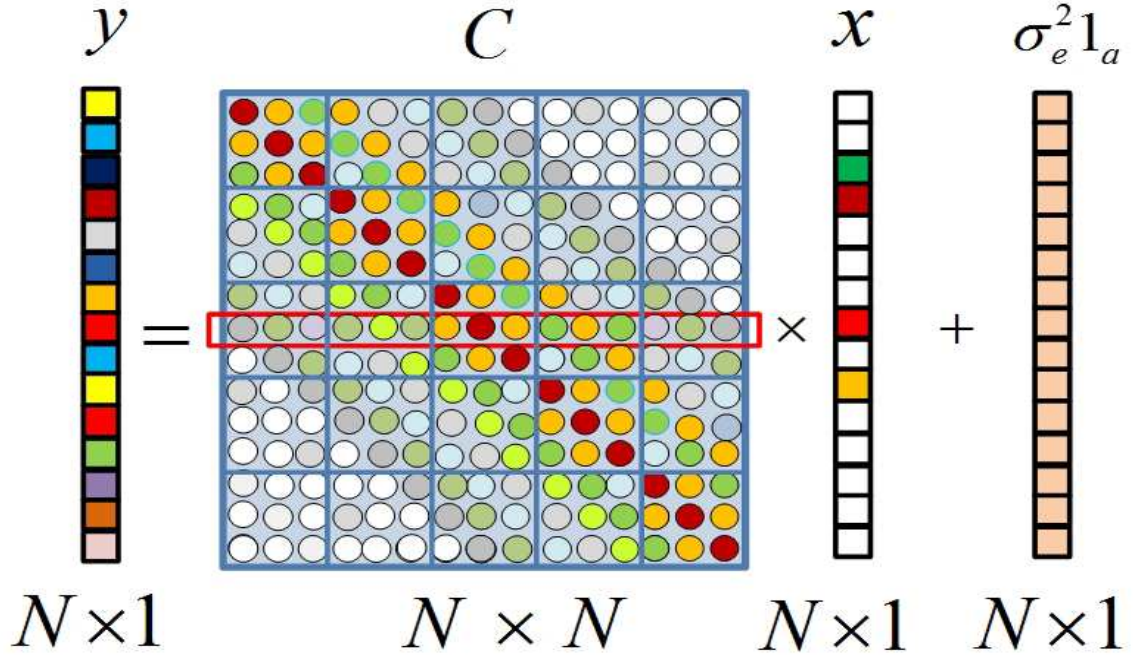 y C x σ_e^2 1_a
= × +
N×1 N × N N×1 N×1